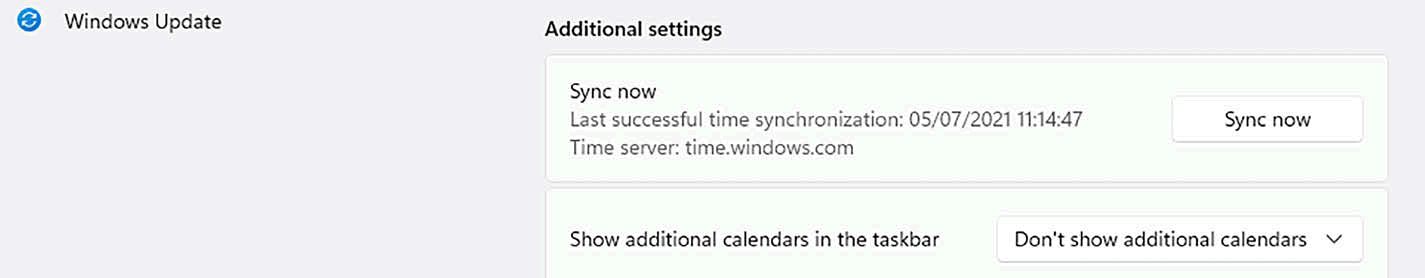 Windows Update
Additional settings
Sync now
Last successful time synchronization: 05/07/2021 11:14:47
Time server: time.windows.com
Sync now
Show additional calendars in the taskbar
Don't show additional calendars